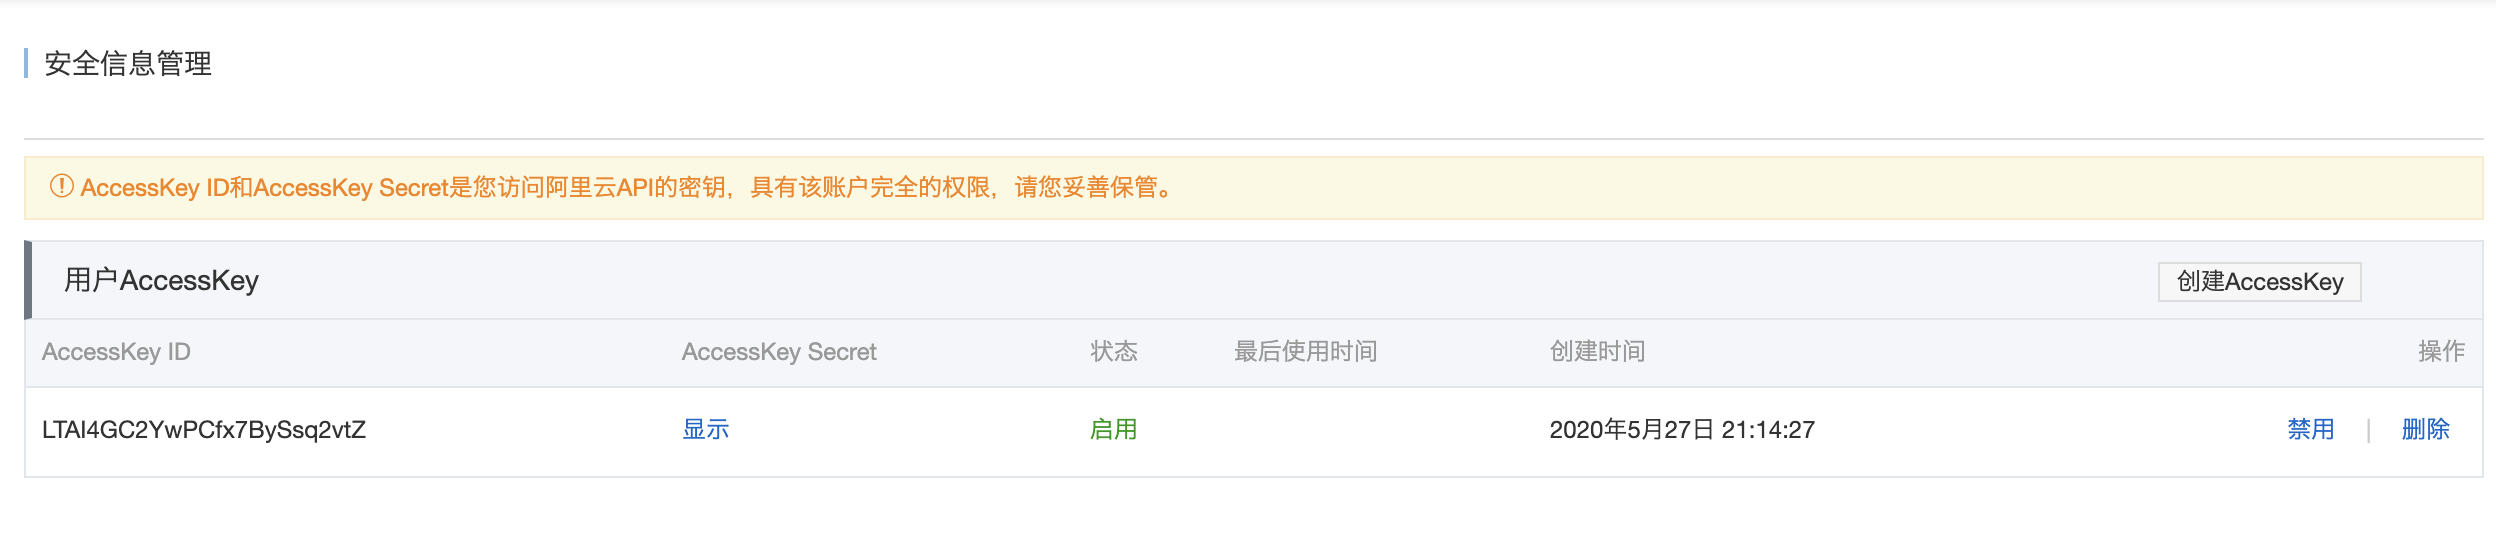 安全信息管理
AccessKey ID和AccessKey Secret是您访问阿里云API的密钥，具有该账户完全的权限，请您妥善保管。
用户AccessKey 创建AccessKey
AccessKey ID AccessKey Secret 状态 最后使用时间 创建时间 操作
LTAI4GC2YwPCfx7BySsq2vtZ 显示 启用 2020年5月27日 21:14:27 禁用 | 删除